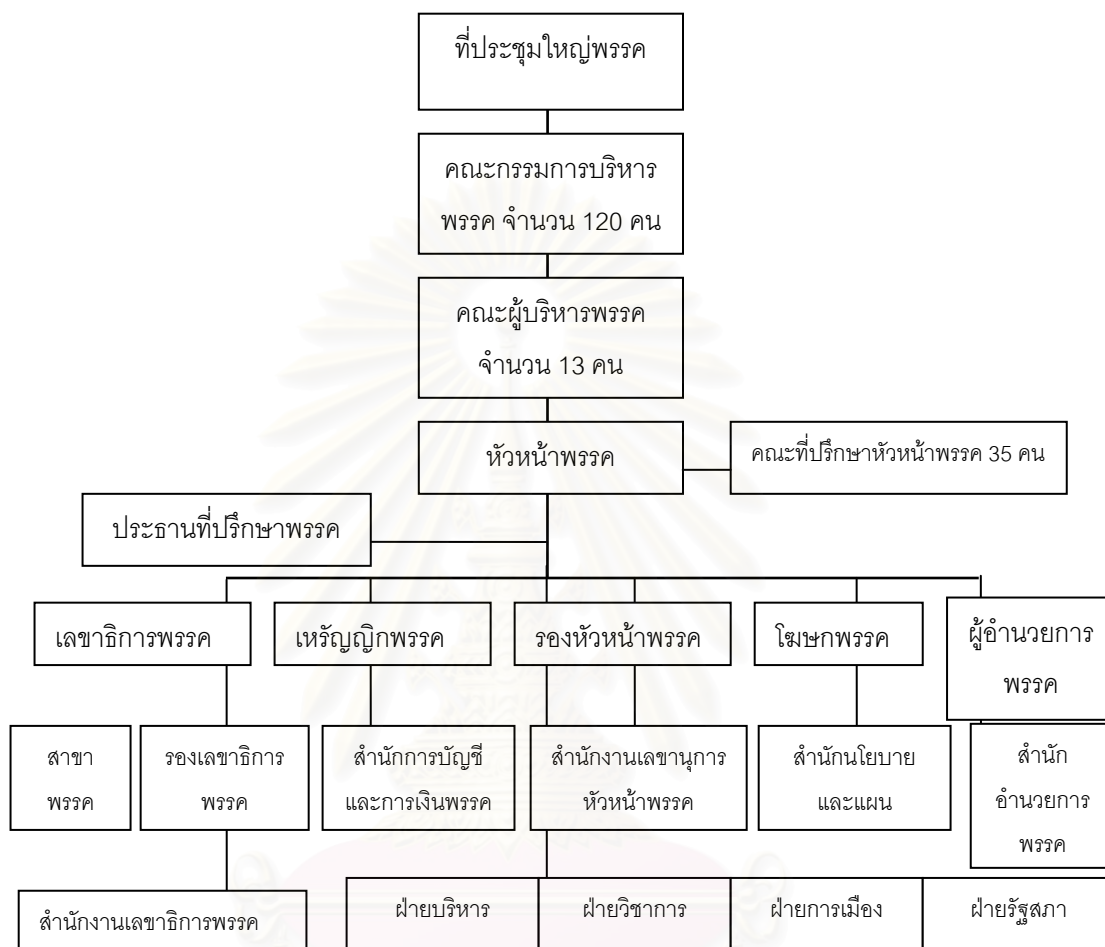 ที่ประชุมใหญ่พรรค
คณะกรรมการบริหาร
พรรค จำนวน 120 คน
คณะผู้บริหารพรรค
จำนวน 13 คน
หัวหน้าพรรค
คณะที่ปรึกษาหัวหน้าพรรค 35 คน
ประธานที่ปรึกษาพรรค
เลขาธิการพรรค
เหรัญญิกพรรค
รองหัวหน้าพรรค
โฆษกพรรค
ผู้อำนวยการ
พรรค
สาขา
พรรค
รองเลขาธิการ
พรรค
สำนักการบัญชี
และการเงินพรรค
สำนักงานเลขานุการ
หัวหน้าพรรค
สำนักนโยบาย
และแผน
สำนัก
อำนวยการ
พรรค
สำนักงานเลขาธิการพรรค
ฝ่ายบริหาร
ฝ่ายวิชาการ
ฝ่ายการเมือง
ฝ่ายรัฐสภา